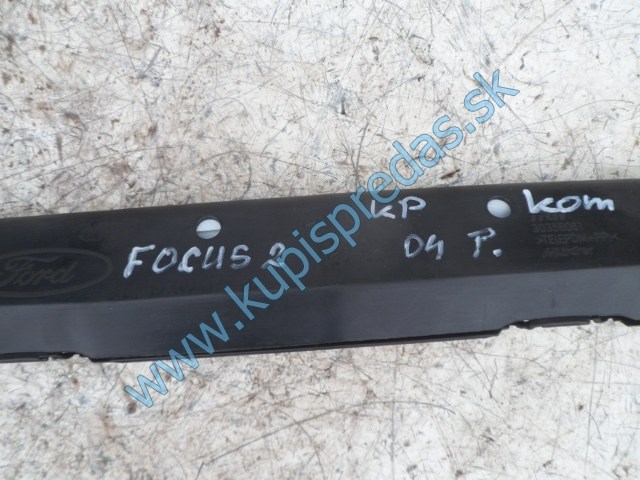 www.kupispredas.sk
KP kom
FOCUS 2 04 P.
Ford